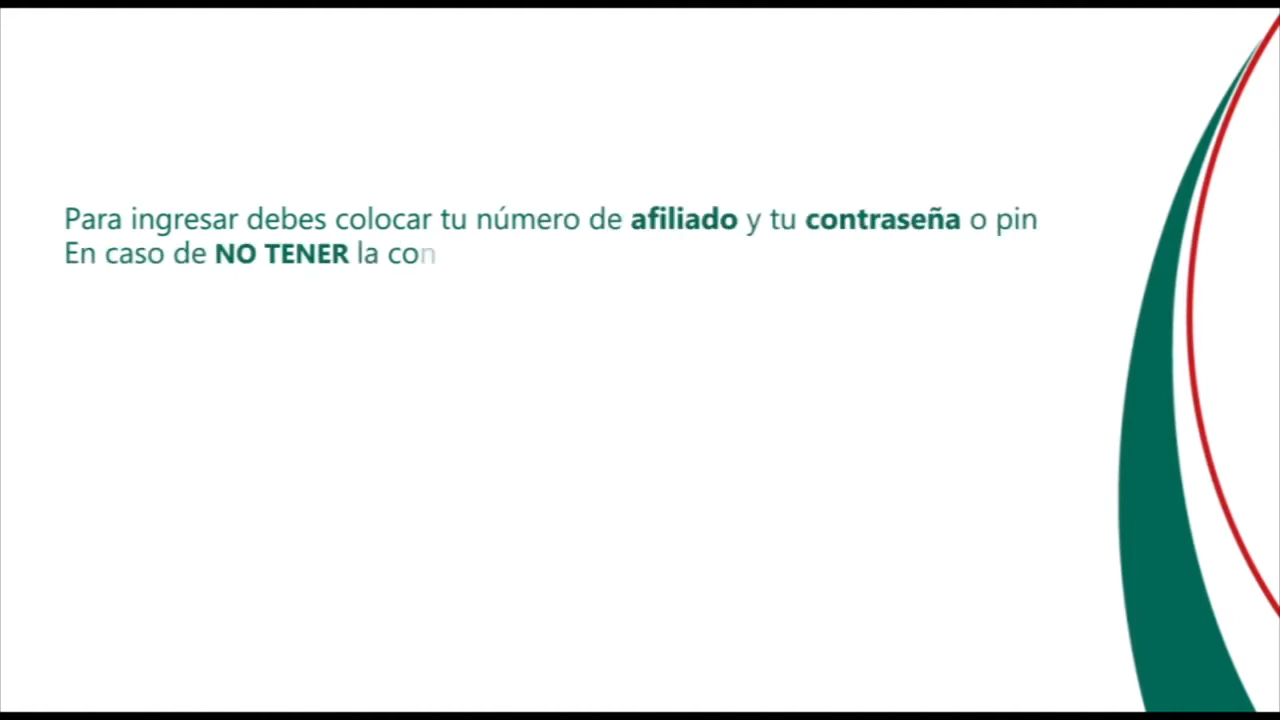 Para ingresar debes colocar tu número de afiliado y tu contraseña o pin
En caso de NO TENER la con